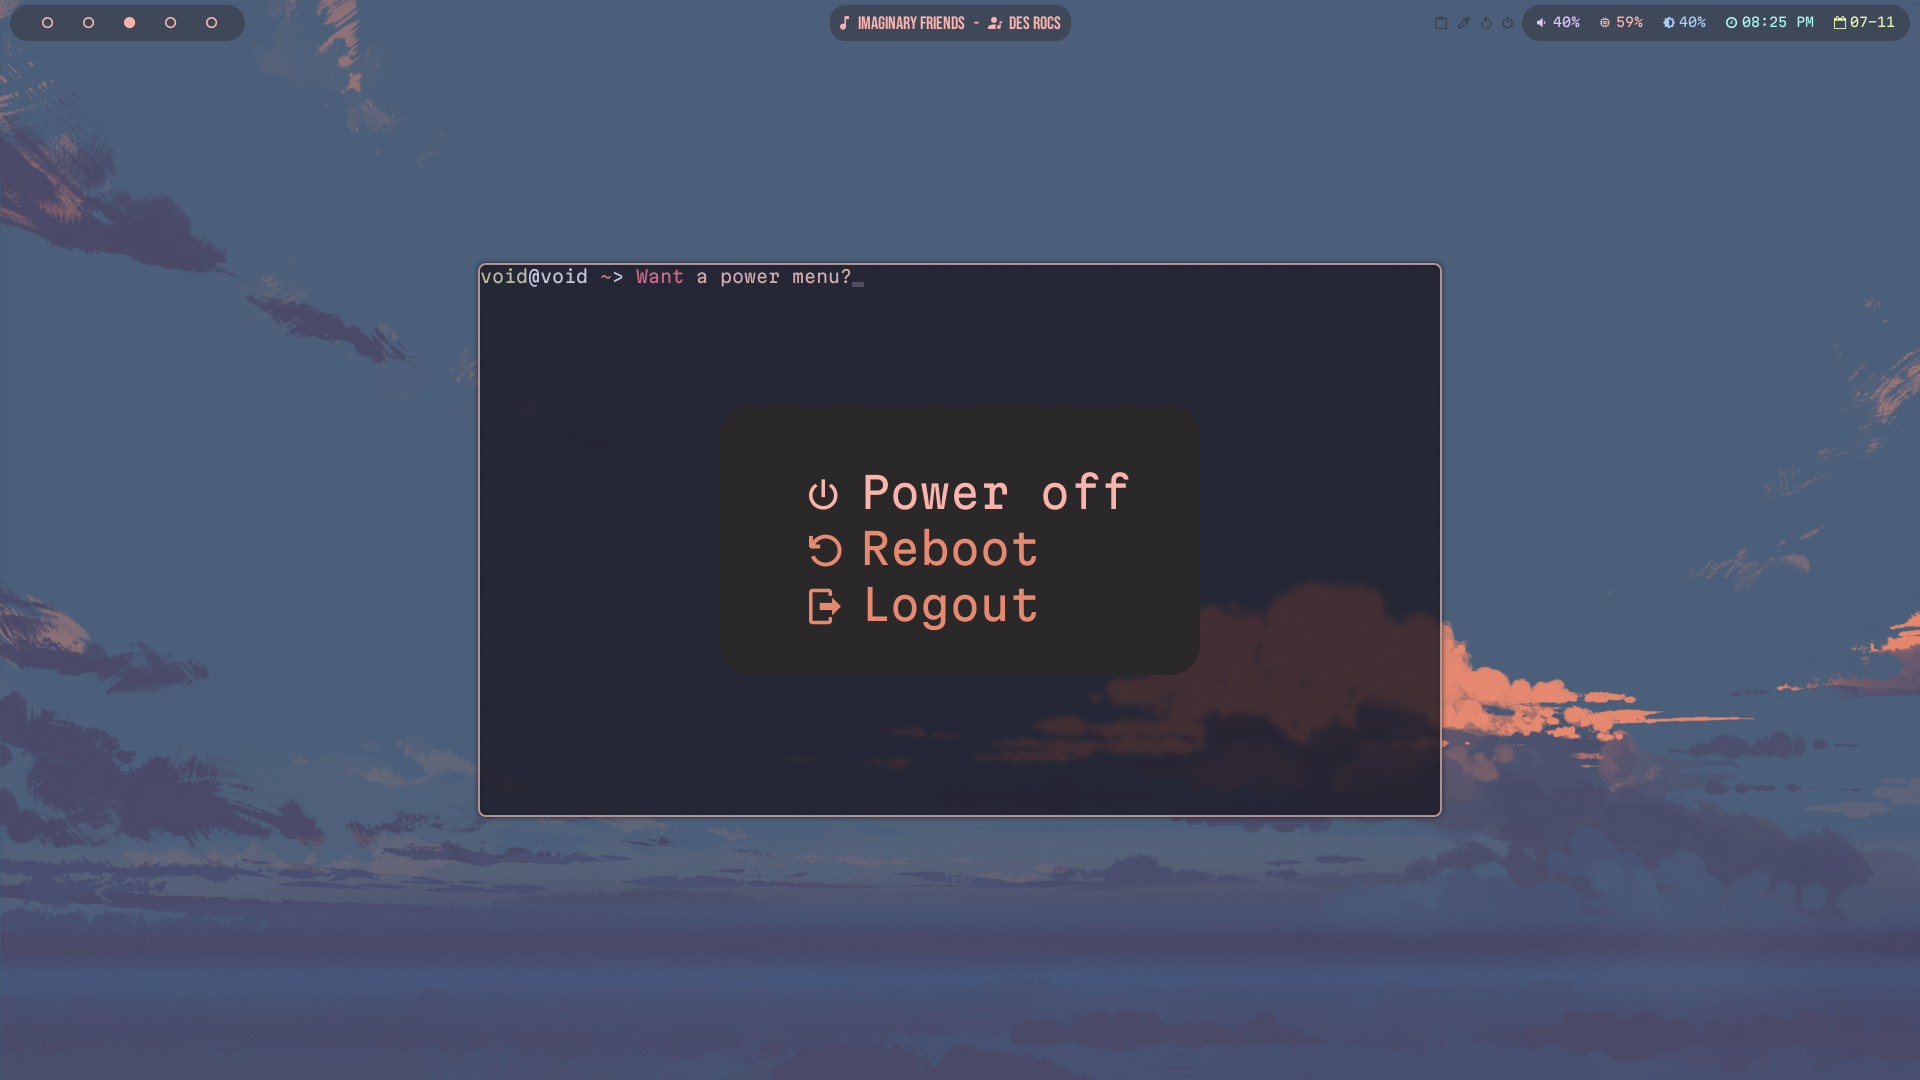 IMAGINARY FRIENDS - DES ROCS
40% 59% 40% 08:25 PM 07-11
void@void ~> Want a power menu?
Power off
Reboot
Logout